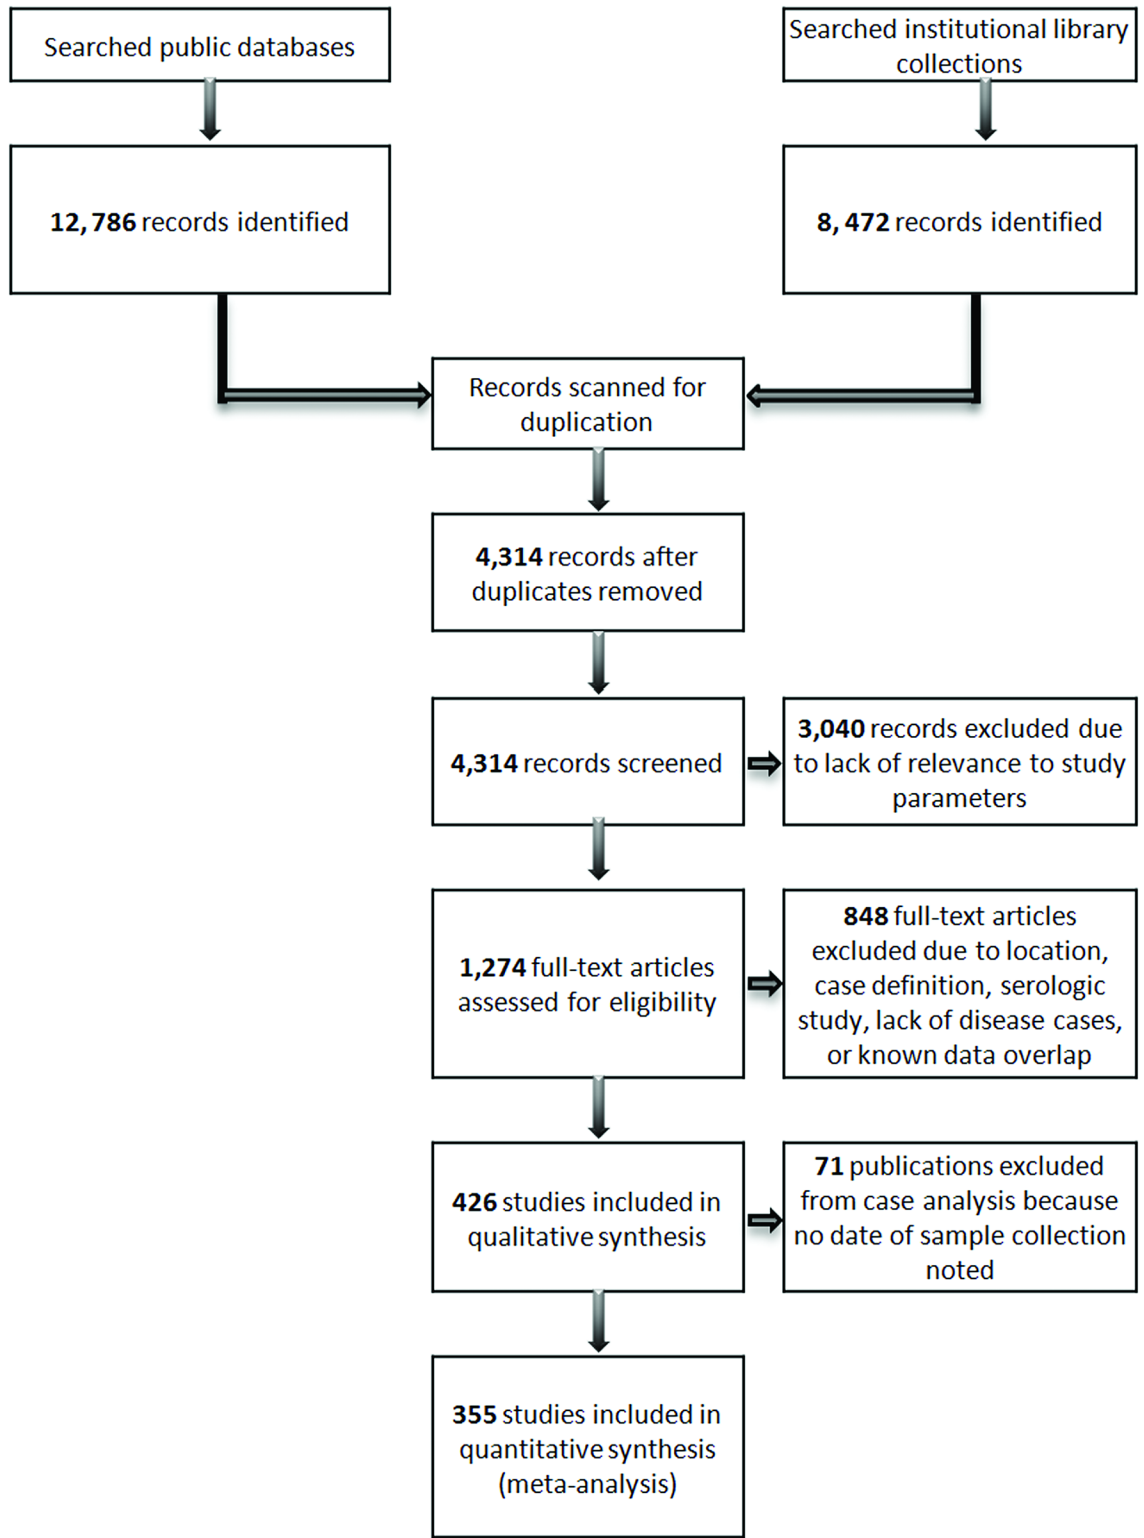 Searched public databases
Searched institutional library
collections
12,786 records identified
8,472 records identified
Records scanned for
duplication
4,314 records after
duplicates removed
4,314 records screened
3,040 records excluded due
to lack of relevance to study
parameters
1,274 full-text articles
assessed for eligibility
848 full-text articles
excluded due to location,
case definition, serologic
study, lack of disease cases,
or known data overlap
426 studies included in
qualitative synthesis
71 publications excluded
from case analysis because
no date of sample collection
noted
355 studies included in
quantitative synthesis
(meta-analysis)